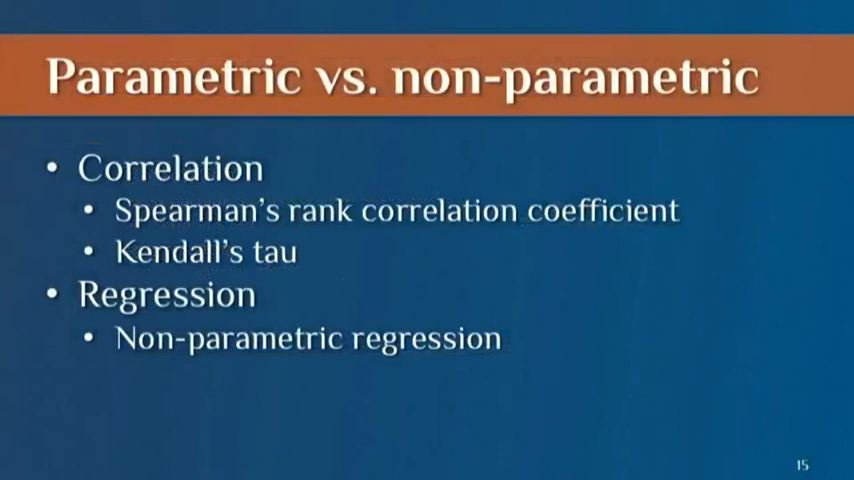 Parametric vs. non-parametric
• Correlation
• Spearman's rank correlation coefficient
• Kendall's tau
• Regression
• Non-parametric regression
15